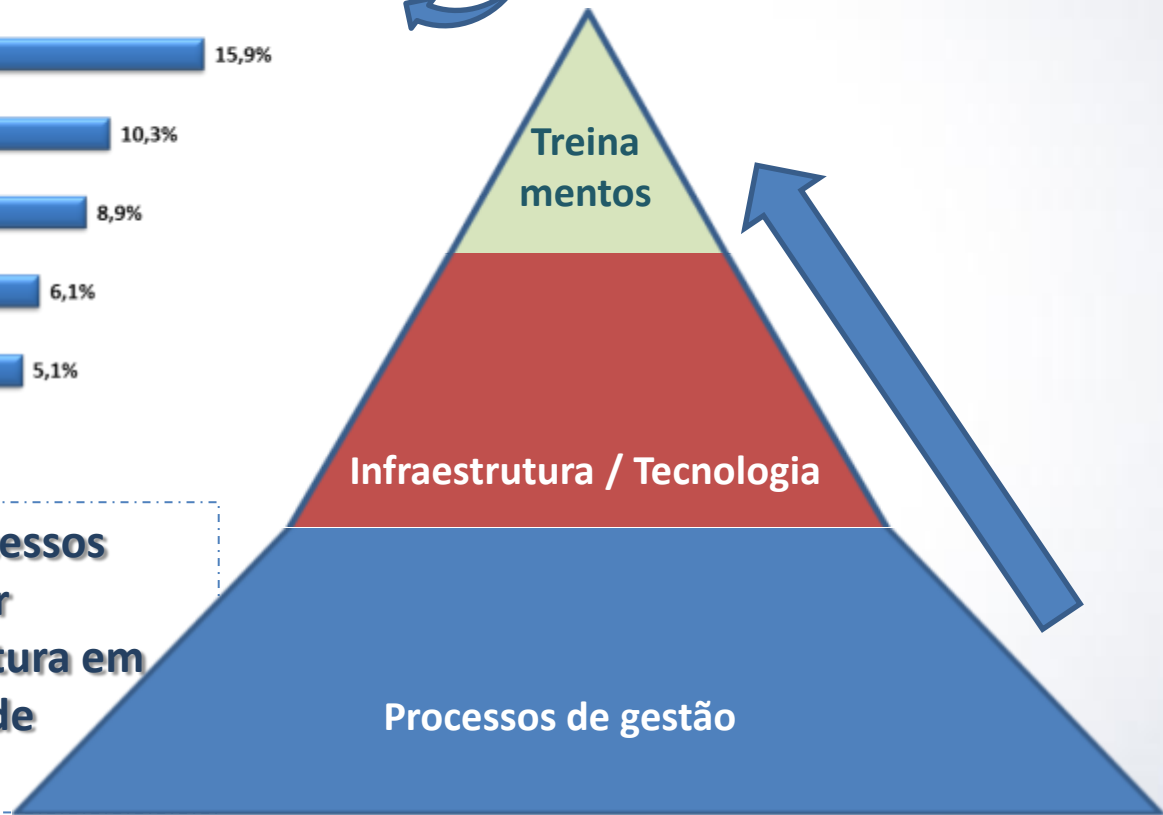 15,9%
10,3%
8,9%
6,1%
5,1%
Treina
mentos
Infraestrutura / Tecnologia
essos
r
tura em
de
Processos de gestão